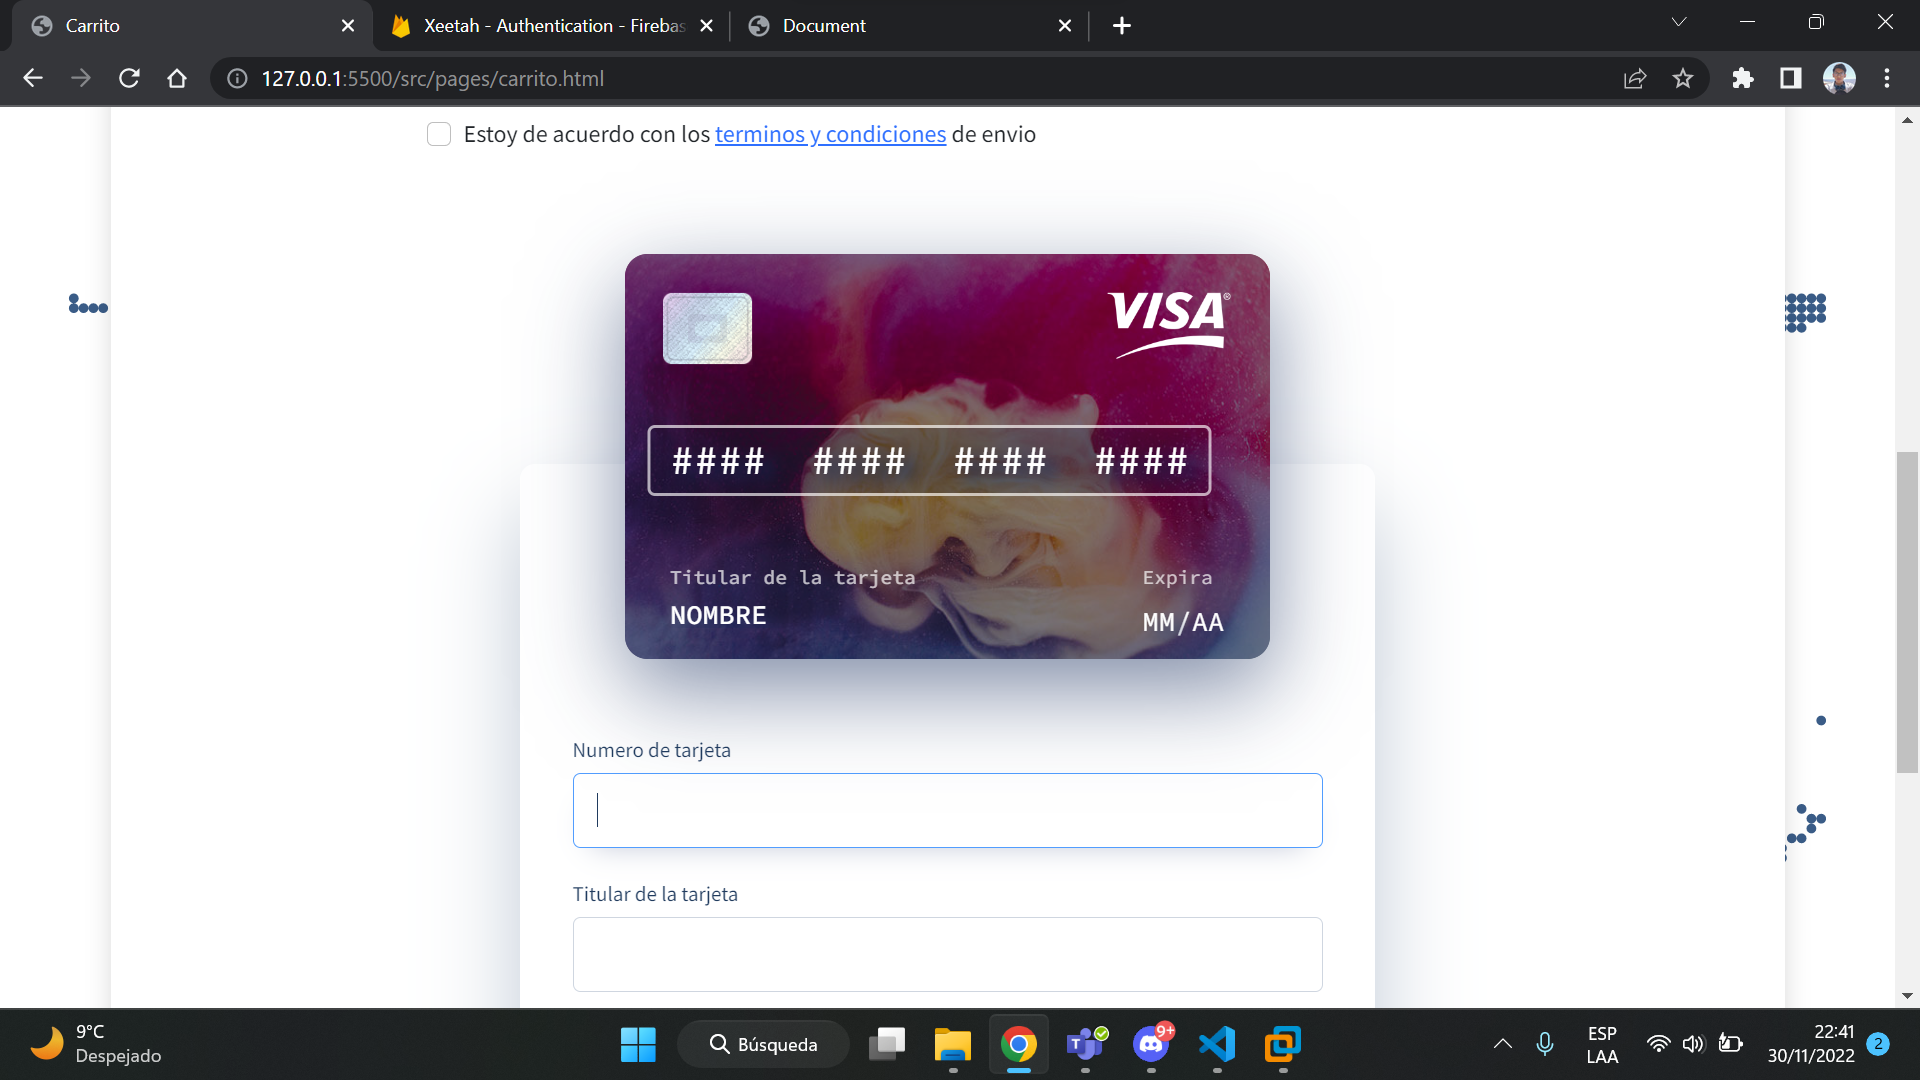 Carrito
Xeetah - Authentication - Firebas
Document
127.0.0.1:5500/src/pages/carrito.html
Estoy de acuerdo con los terminos y condiciones de envio
VISA®
#### #### #### ####
Titular de la tarjeta
Expira
NOMBRE
MM/AA
Numero de tarjeta
Titular de la tarjeta
9°C
Despejado
Búsqueda
T
9+
ESP
LAA
22:41
30/11/2022
2